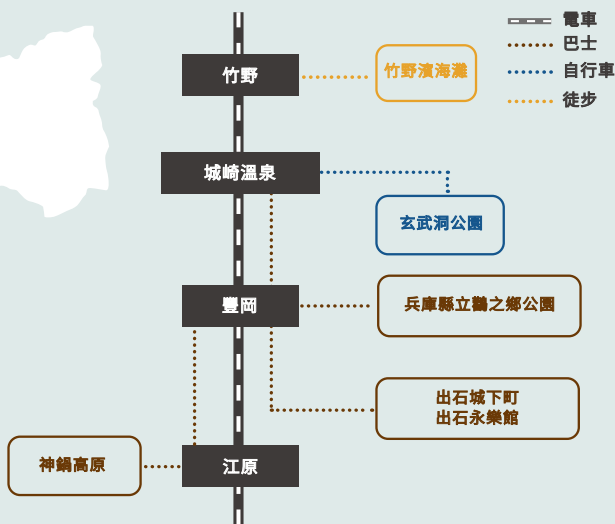 電車
巴士
自行車
徒步
竹野
竹野濱海灘
城崎溫泉
玄武洞公園
豐岡
兵庫縣立鸛之鄉公園
出石城下町
出石永樂館
神鍋高原
江原